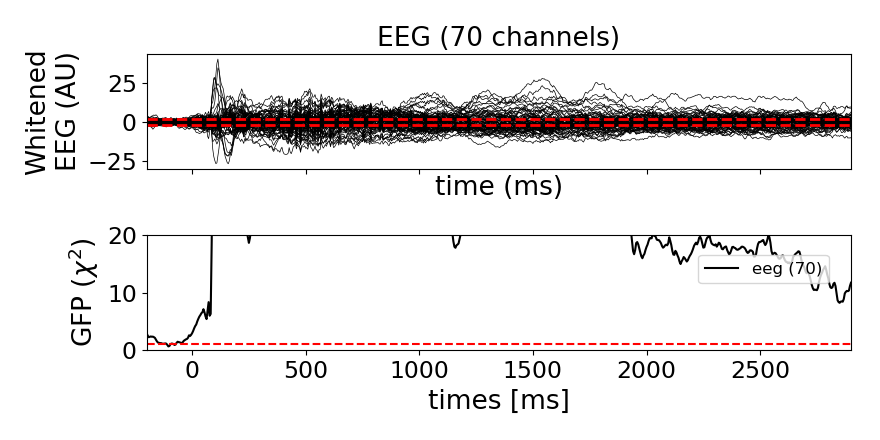 EEG (70 channels)
Whitened
EEG (AU)
25
0
−25
time (ms)
GFP (χ²)
20
10
0
eeg (70)
0 500 1000 1500 2000 2500
times [ms]